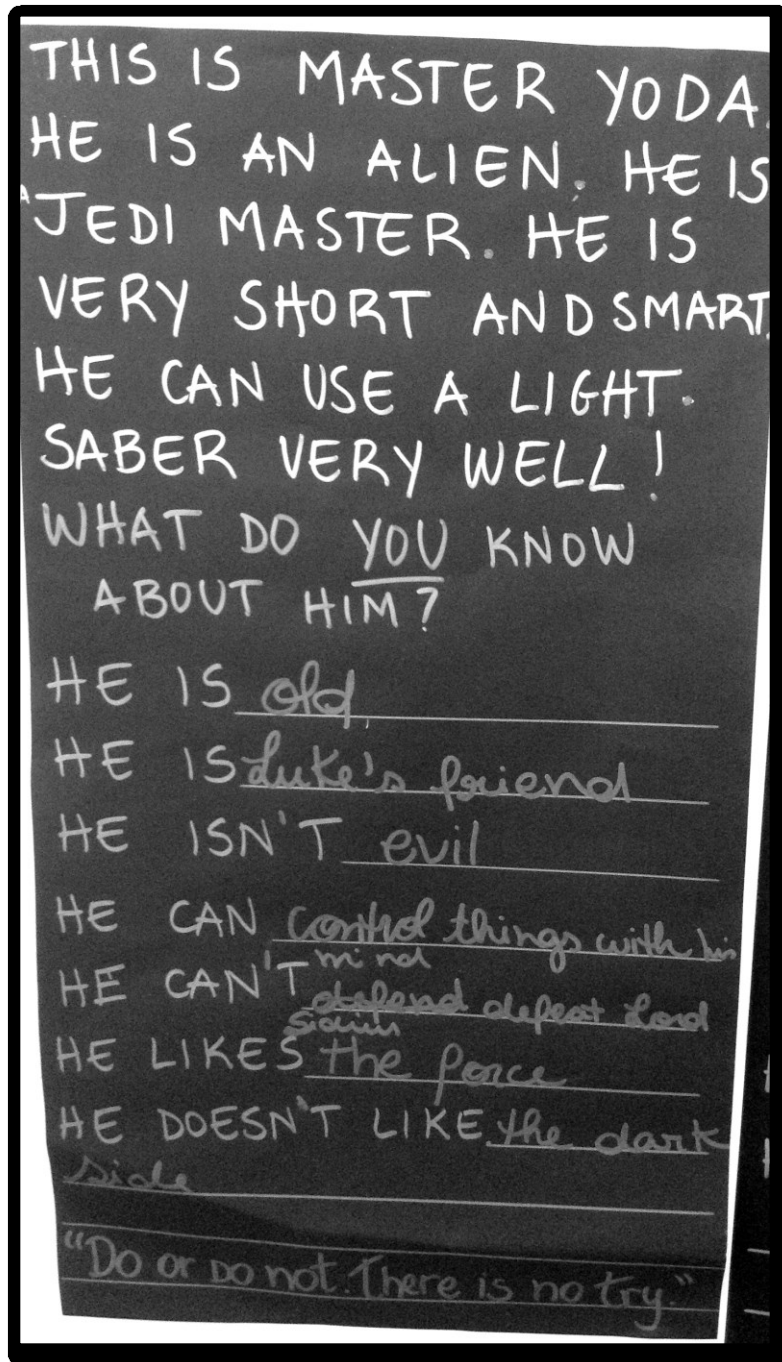 THIS IS MASTER YODA.
HE IS AN ALIEN. HE IS
A JEDI MASTER. HE IS
VERY SHORT AND SMART.
HE CAN USE A LIGHT-
SABER VERY WELL!
WHAT DO YOU KNOW
ABOUT HIM?
HE IS old
HE IS Luke's friend
HE ISN'T evil
HE CAN control things with his
mind
HE CAN'T defend defeat Lord
Sidius
HE LIKES the force
HE DOESN'T LIKE the dark
side
"Do or Do not. There is no try."